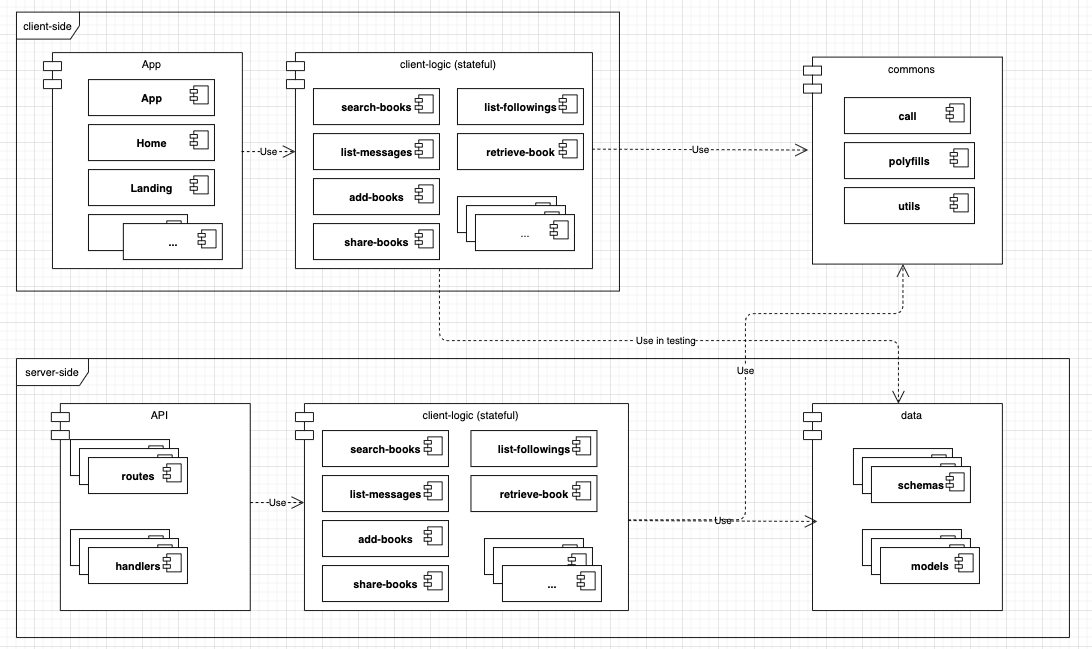 client-side
App
App
Home
Landing
...
Use
client-logic (stateful)
search-books
list-followings
list-messages
retrieve-book
add-books
share-books
...
Use
commons
call
polyfills
utils
Use in testing
Use
server-side
API
routes
handlers
Use
client-logic (stateful)
search-books
list-followings
list-messages
retrieve-book
add-books
share-books
...
Use
data
schemas
models